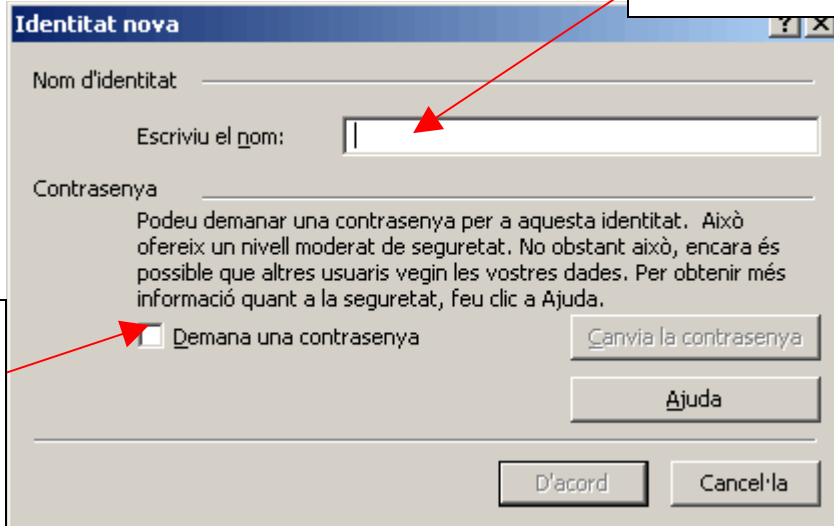 Identitat nova
Nom d'identitat
Escriviu el nom:
Contrasenya
Podeu demanar una contrasenya per a aquesta identitat. Això
ofereix un nivell moderat de seguretat. No obstant això, encara és
possible que altres usuaris vegin les vostres dades. Per obtenir més
informació quant a la seguretat, feu clic a Ajuda.
Demana una contrasenya
Canvia la contrasenya
Ajuda
D'acord
Cancel·la